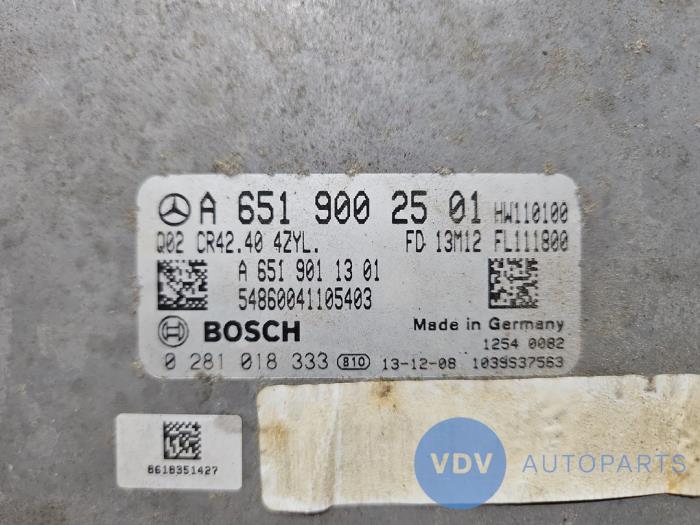 A 651 900 25 01 HW110100
Q02 CR42.40 4ZYL. FD 13M12 FL111800
A 651 901 13 01
54860041105403
BOSCH Made in Germany
1254 0082
0 281 018 333 810 13-12-08 1039S37563
8618351427
VDV AUTOPARTS